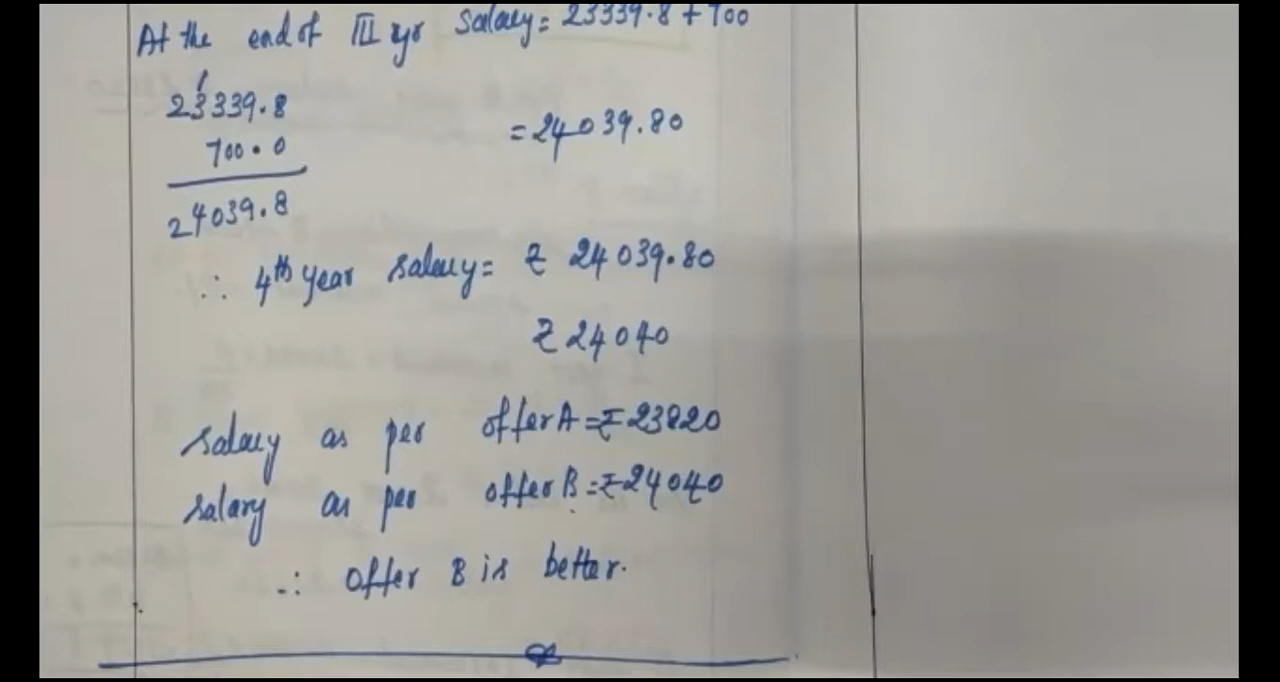 At the end of III yr Salary = 23339.8 + 700
1
23339.8
700.0
= 24039.80
24039.8
∴ 4th year Salary = ₹ 24039.80
₹ 24040
Salary as per offer A = ₹ 23820
Salary as per offer B = ₹ 24040
∴ Offer B is better.